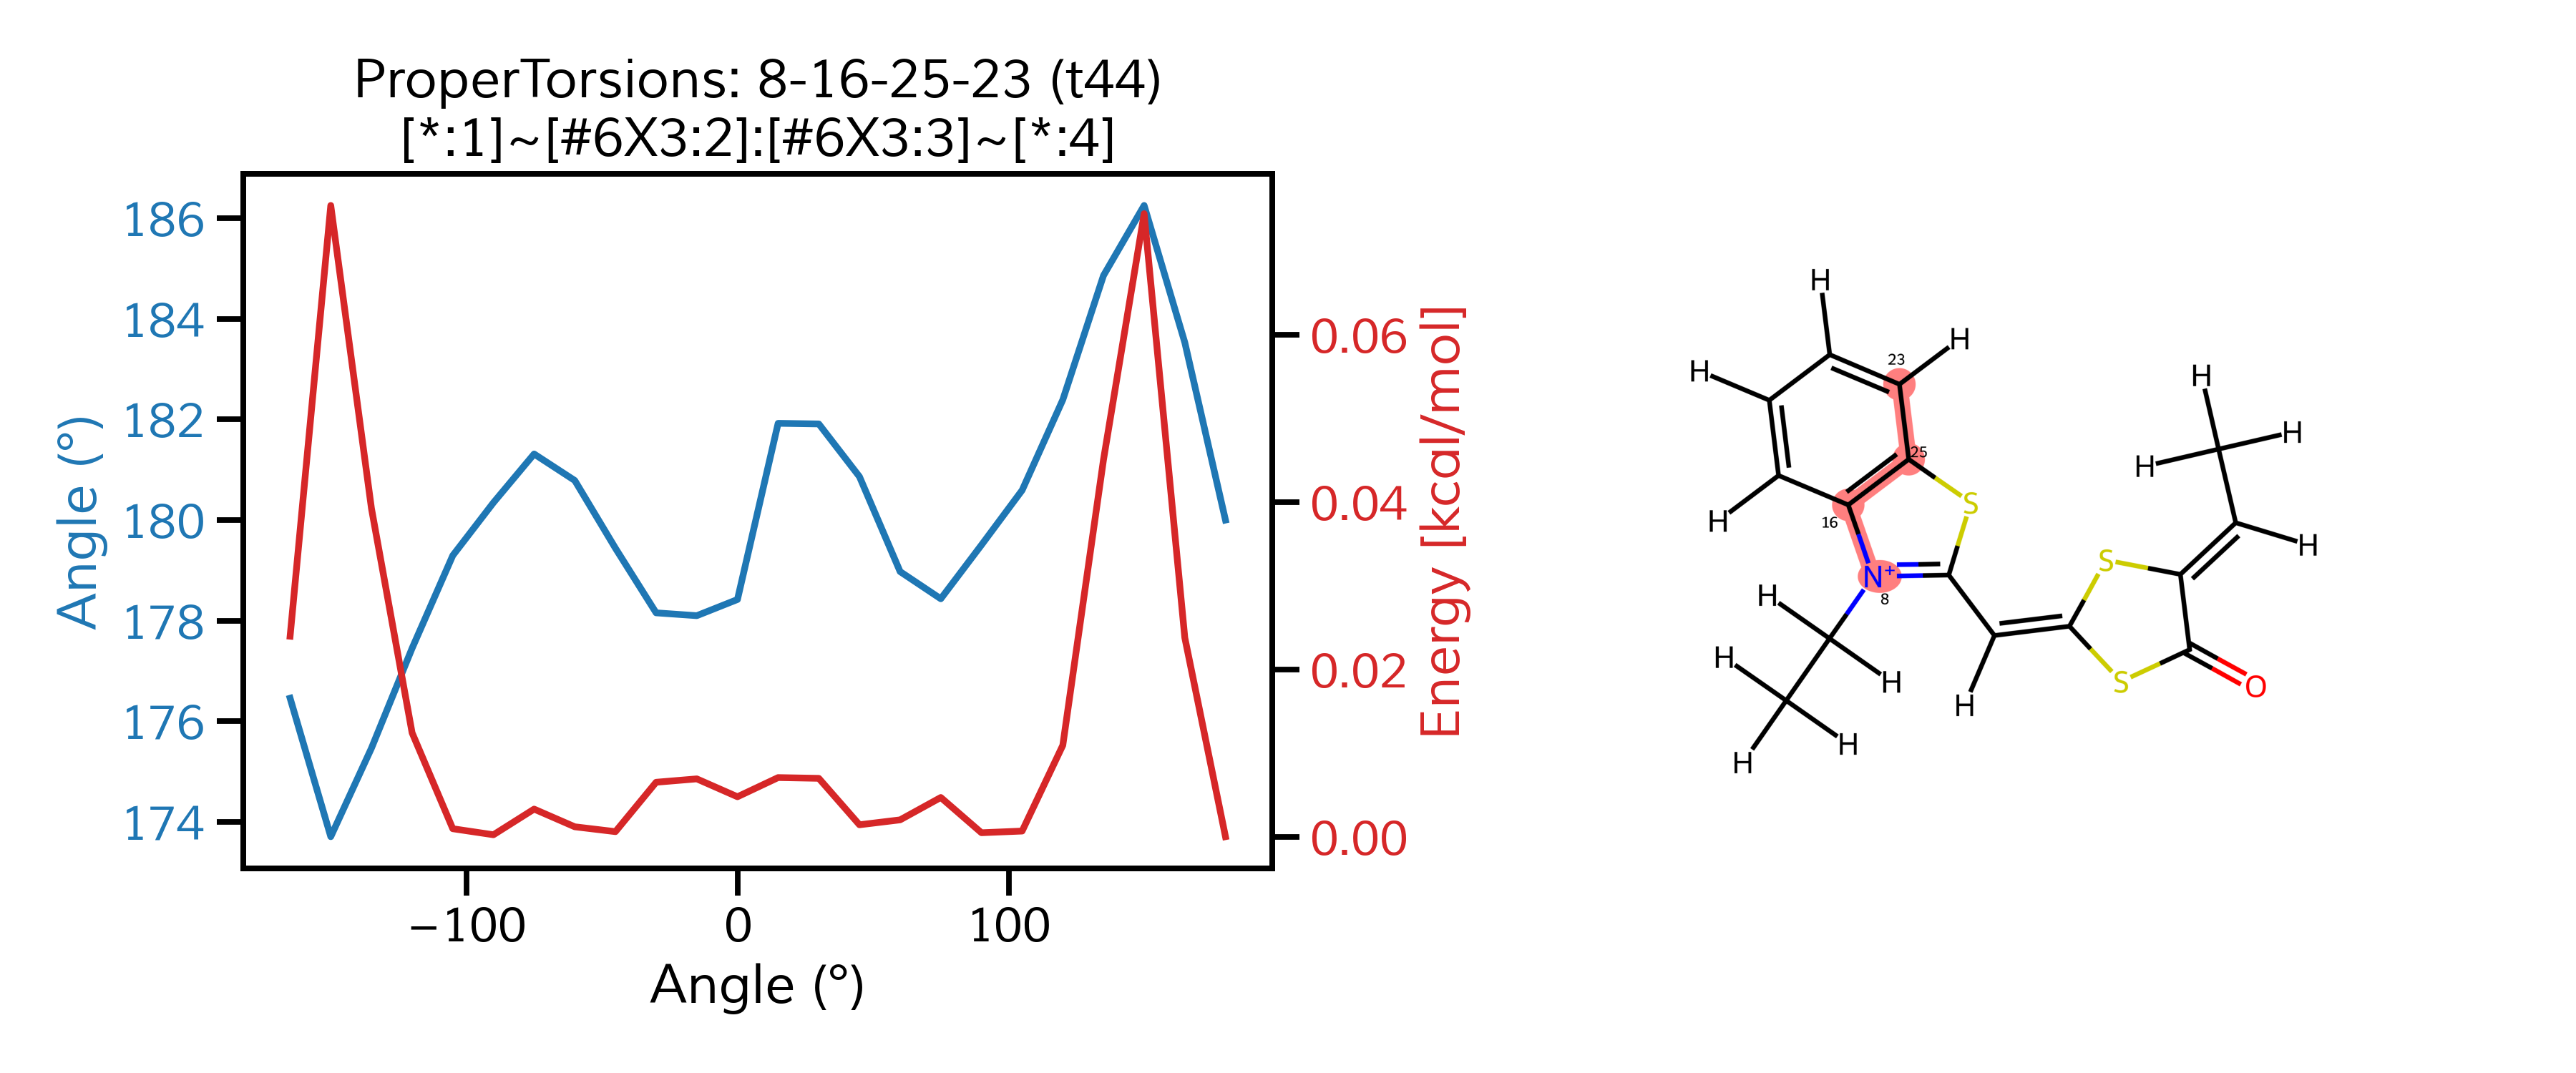 ProperTorsions: 8-16-25-23 (t44)
[*:1]~[#6X3:2]:[#6X3:3]~[*:4]
186
184
182
180
178
176
174
Angle (°)
0.06
0.04
0.02
0.00
Energy [kcal/mol]
−100
0
100
Angle (°)
H
H
H
23
H
25
H
H
H
S
16
H
H
S
N+
8
H
H
S
O
H
H
H
H
H